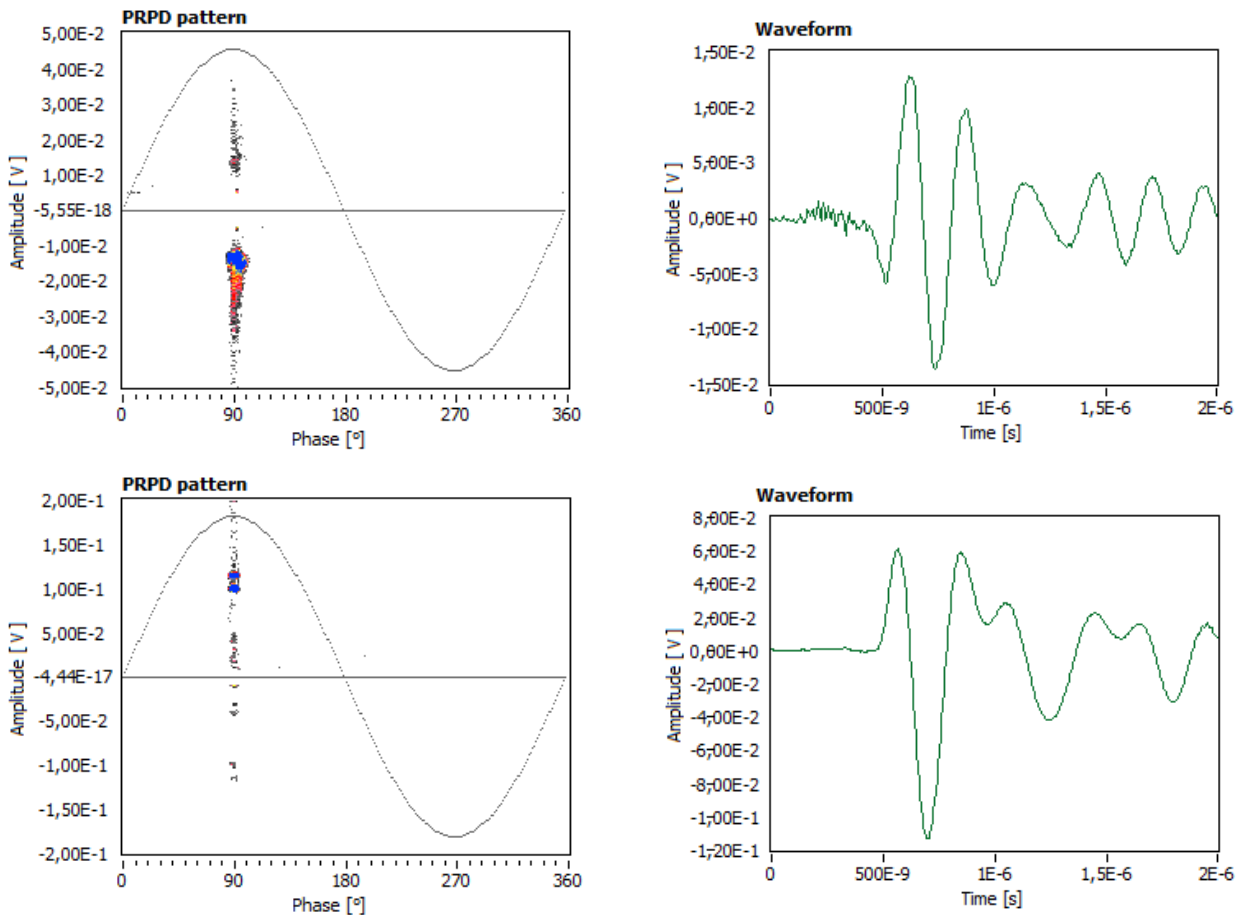 PRPD pattern
5,00E-2
4,00E-2
3,00E-2
2,00E-2
1,00E-2
-5,55E-18
-1,00E-2
-2,00E-2
-3,00E-2
-4,00E-2
-5,00E-2
Amplitude [ V ]
0 90 180 270 360
Phase [°]
Waveform
1,50E-2
1,00E-2
5,00E-3
0,00E+0
-5,00E-3
-1,00E-2
-1,50E-2
Amplitude [ V ]
0 500E-9 1E-6 1,5E-6 2E-6
Time [s]
PRPD pattern
2,00E-1
1,50E-1
1,00E-1
5,00E-2
-4,44E-17
-5,00E-2
-1,00E-1
-1,50E-1
-2,00E-1
Amplitude [ V ]
0 90 180 270 360
Phase [°]
Waveform
8,00E-2
6,00E-2
4,00E-2
2,00E-2
0,00E+0
-2,00E-2
-4,00E-2
-6,00E-2
-8,00E-2
-1,00E-1
-1,20E-1
Amplitude [ V ]
0 500E-9 1E-6 1,5E-6 2E-6
Time [s]